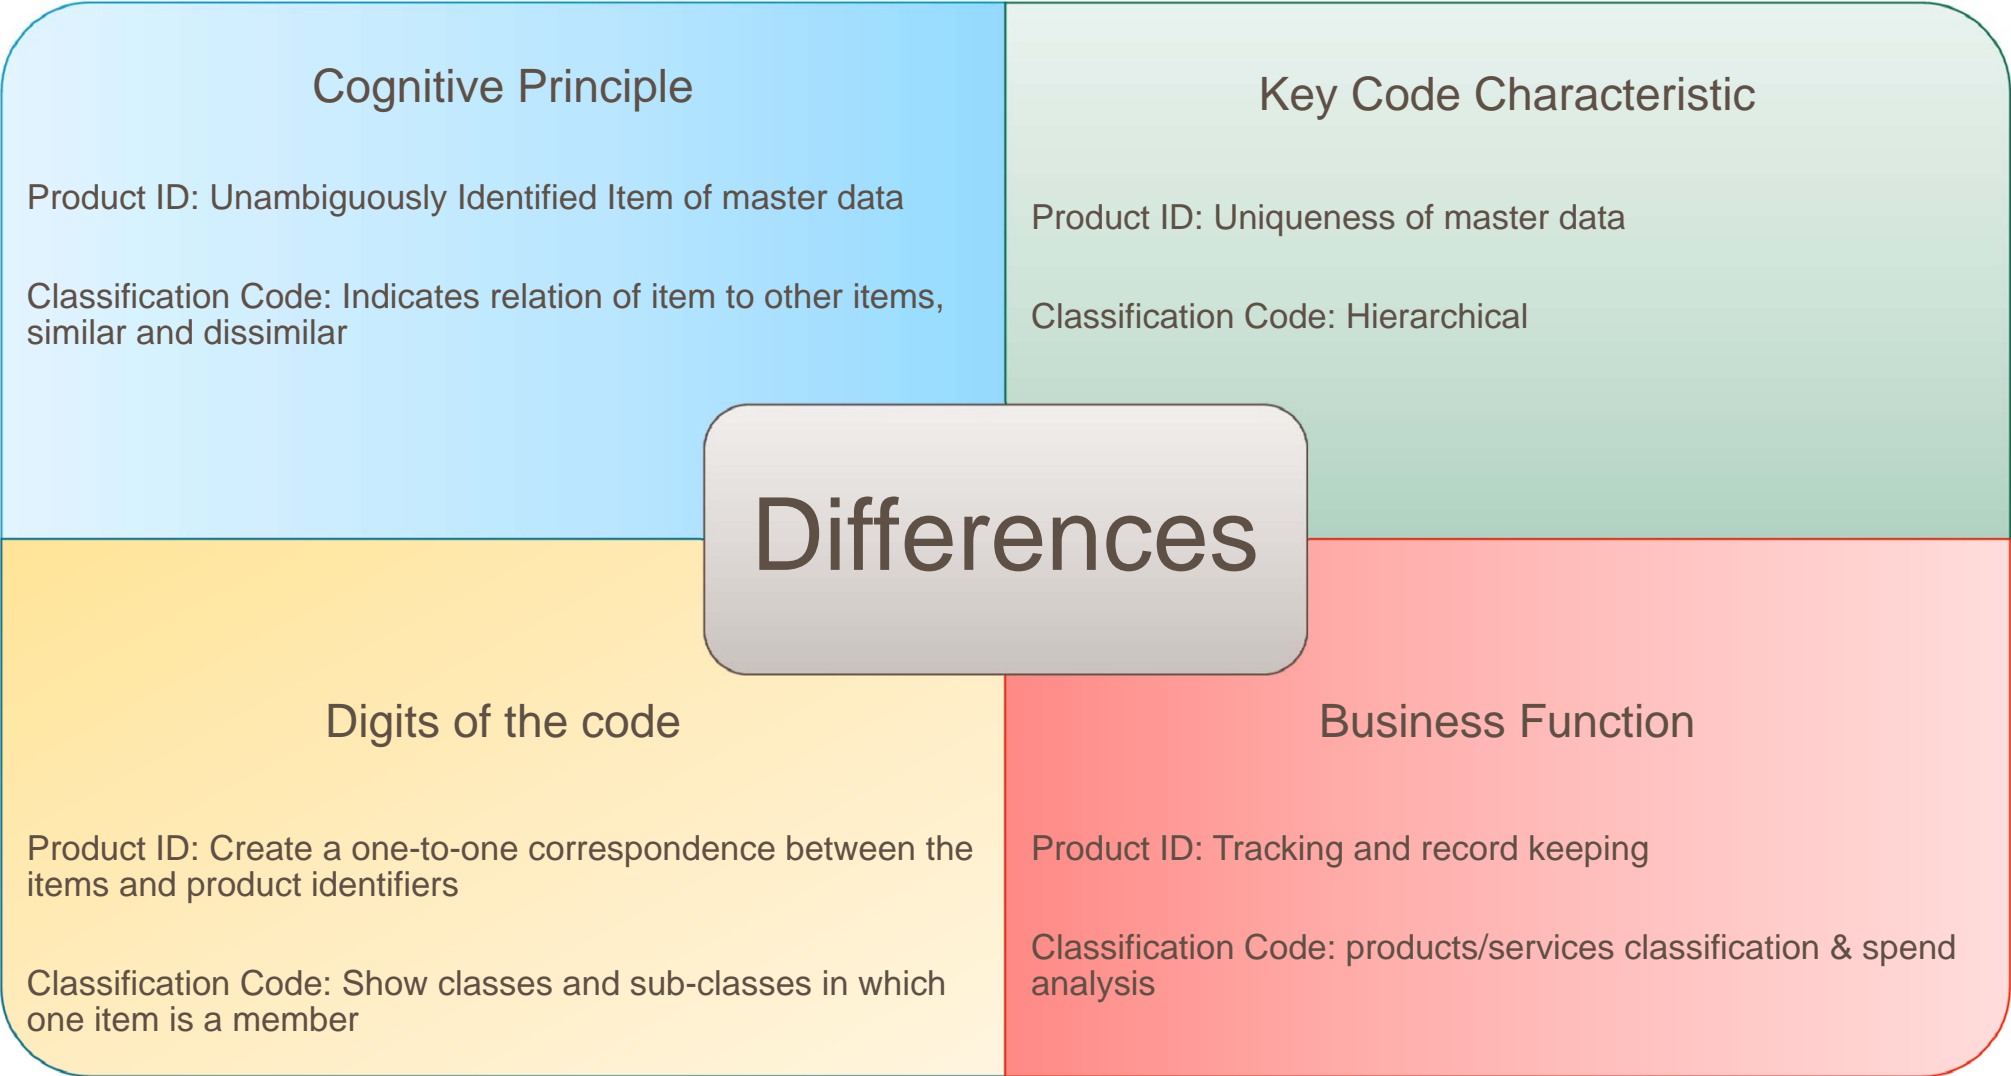 Cognitive Principle
Product ID: Unambiguously Identified Item of master data
Classification Code: Indicates relation of item to other items,
similar and dissimilar
Key Code Characteristic
Product ID: Uniqueness of master data
Classification Code: Hierarchical
Differences
Digits of the code
Product ID: Create a one-to-one correspondence between the
items and product identifiers
Classification Code: Show classes and sub-classes in which
one item is a member
Business Function
Product ID: Tracking and record keeping
Classification Code: products/services classification & spend
analysis